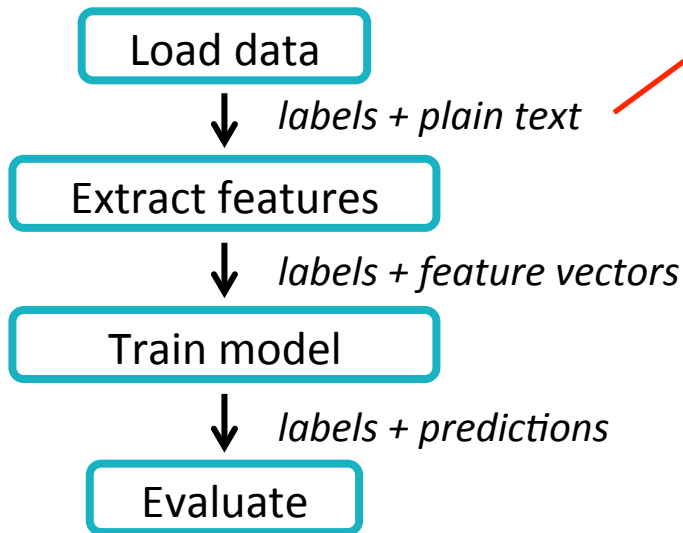 Load data
labels + plain text
Extract features
labels + feature vectors
Train model
labels + predictions
Evaluate